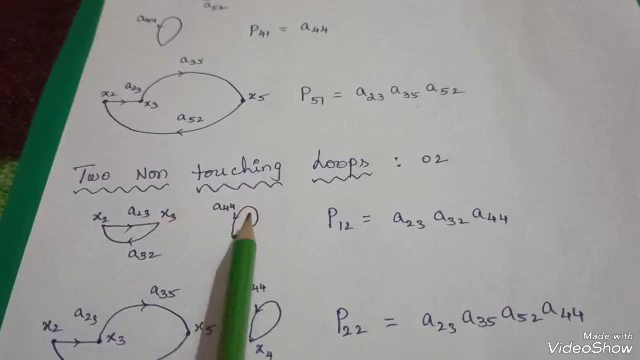 a52
a44
P41 = a44
a35
x2 a23 x3 x5
P51 = a23 a35 a52
a52
Two Non touching Loops : 02
x2 a23 x3 a44
P12 = a23 a32 a44
a32
a35 44
a23
x2 x3 x5 x4
P22 = a23 a35 a52 a44
Made with
VideoShow